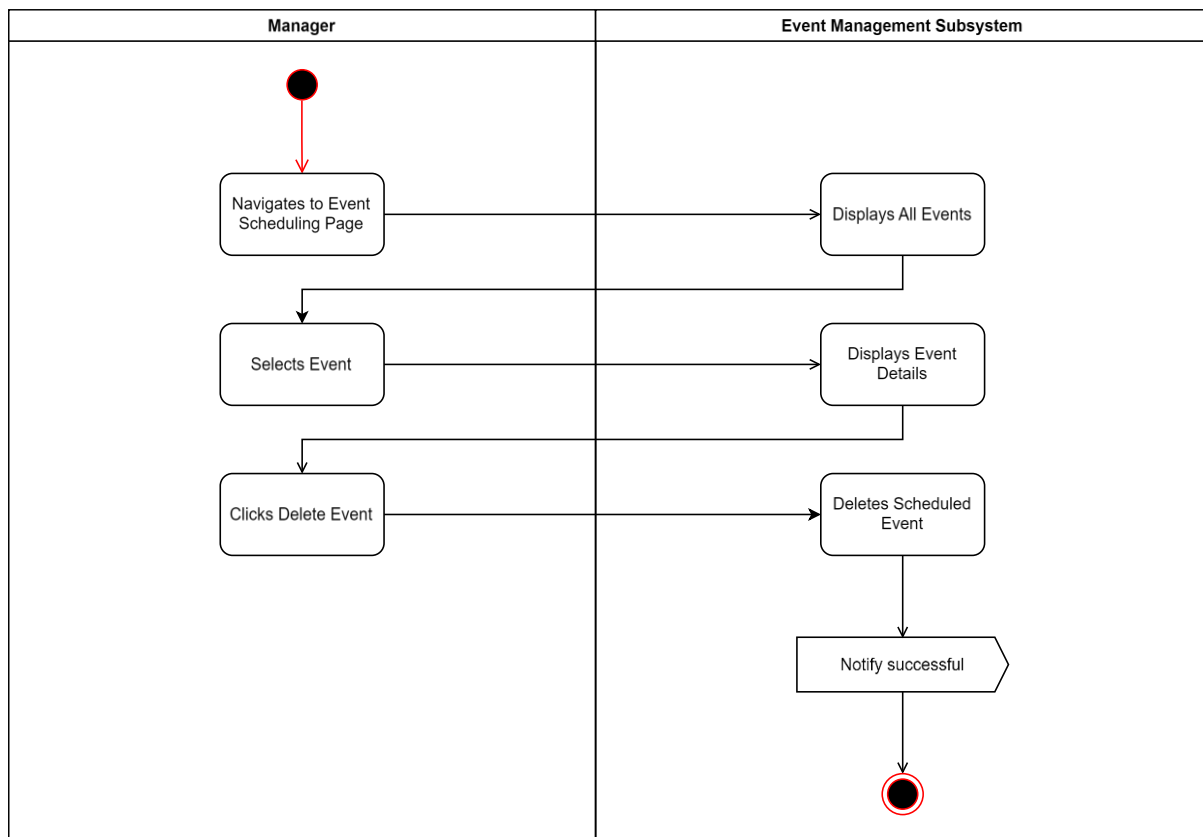 Manager
Event Management Subsystem
Navigates to Event
Scheduling Page
Displays All Events
Selects Event
Displays Event
Details
Clicks Delete Event
Deletes Scheduled
Event
Notify successful